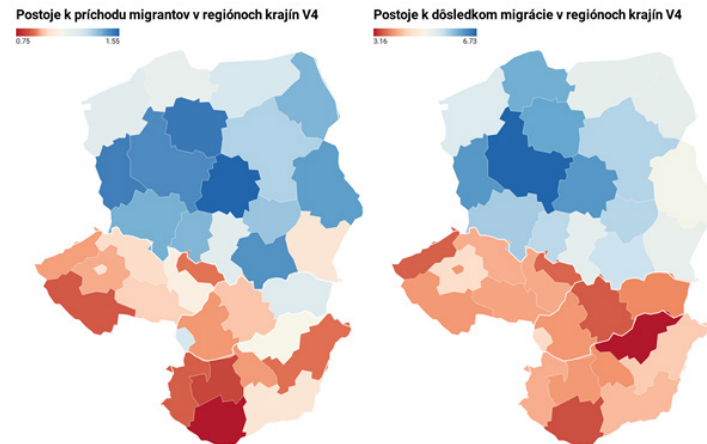 Postoje k príchodu migrantov v regiónoch krajín V4
0.75 1.55
Postoje k dôsledkom migrácie v regiónoch krajín V4
3.16 6.73